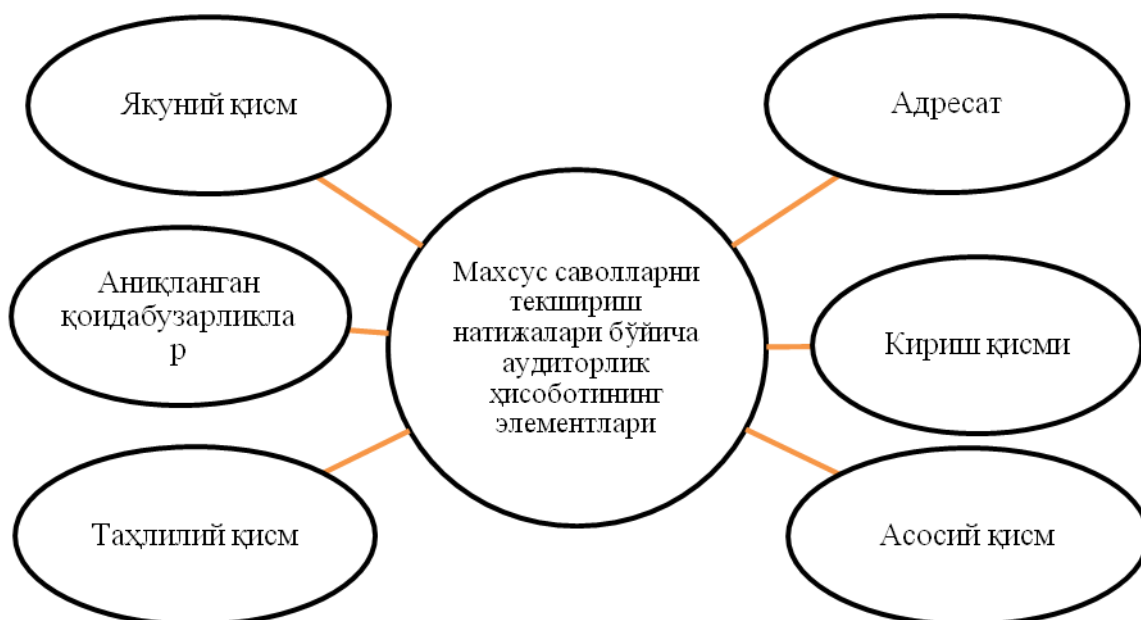 Якуний қисм
Адресат
Аниқланган
қоидабузарликла
р
Махсус саволларни
текшириш
натижалари бўйича
аудиторлик
ҳисоботининг
элементлари
Кириш қисми
Таҳлилий қисм
Асосий қисм